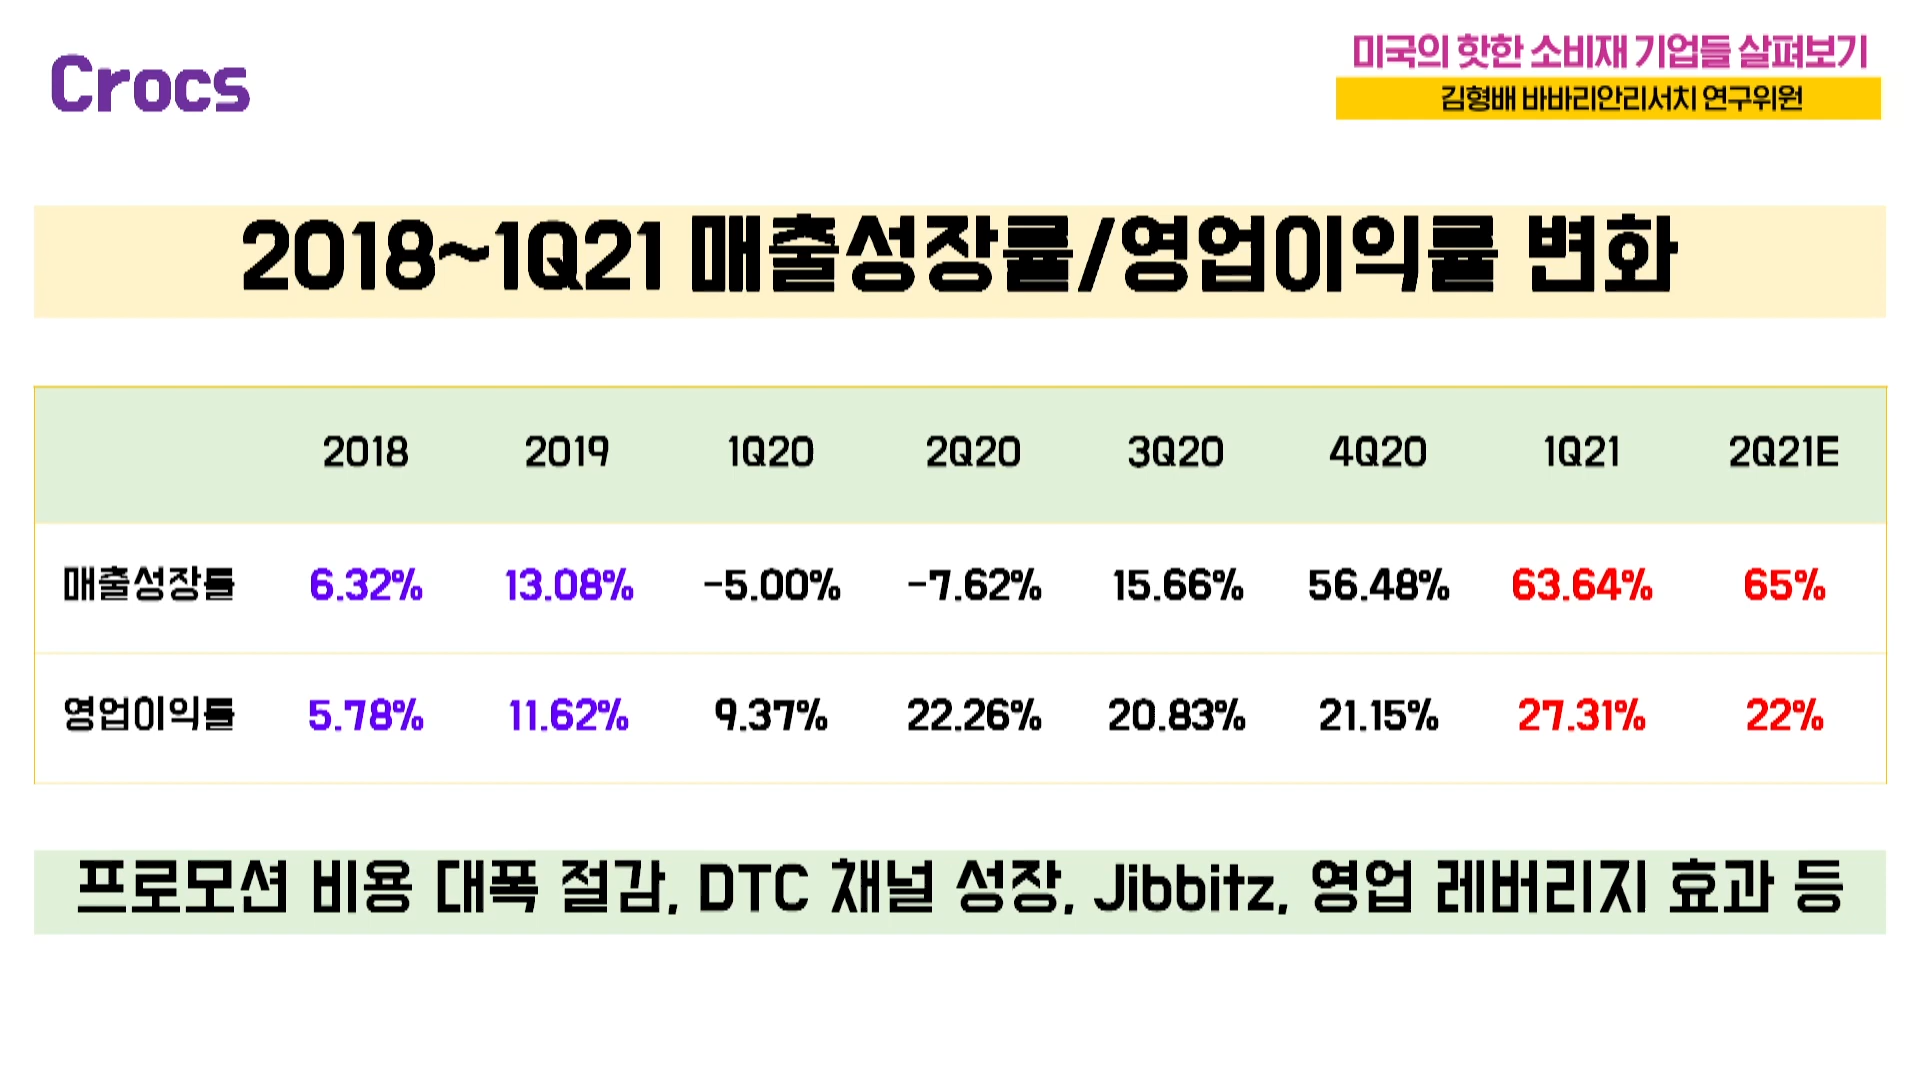 Crocs
미국의 핫한 소비재 기업들 살펴보기
김형배 바바리안리서치 연구위원
2018~1Q21 매출성장률/영업이익률 변화
2018 2019 1Q20 2Q20 3Q20 4Q20 1Q21 2Q21E
매출성장률 6.32% 13.08% -5.00% -7.62% 15.66% 56.48% 63.64% 65%
영업이익률 5.78% 11.62% 9.37% 22.26% 20.83% 21.15% 27.31% 22%
프로모션 비용 대폭 절감, DTC 채널 성장, Jibbitz, 영업 레버리지 효과 등